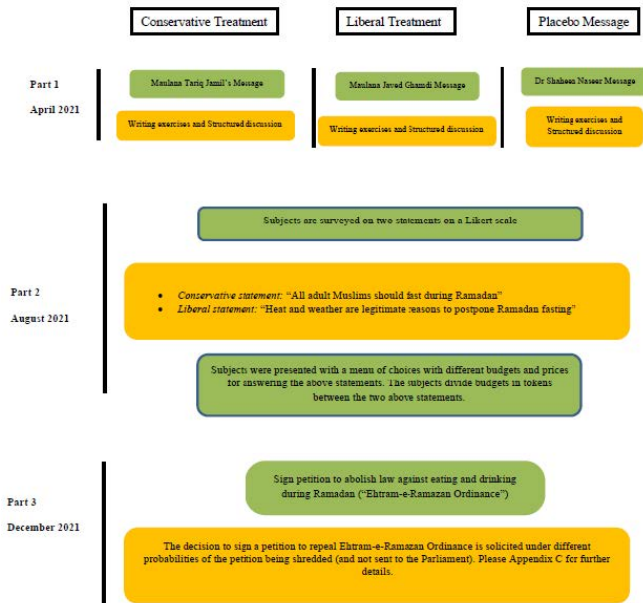 Conservative Treatment
Liberal Treatment
Placebo Message
Part 1
April 2021
Maulana Tariq Jamil's Message
Maulana Javed Ghamdi Message
Dr Shaheen Naseer Message
Writing exercises and Structured discussion
Writing exercises and Structured discussion
Writing exercises and
Structured discussion
Part 2
August 2021
Subjects are surveyed on two statements on a Likert scale
• Conservative statement: “All adult Muslims should fast during Ramadan”
• Liberal statement: “Heat and weather are legitimate reasons to postpone Ramadan fasting”
Subjects were presented with a menu of choices with different budgets and prices
for answering the above statements. The subjects divide budgets in tokens
between the two above statements.
Part 3
December 2021
Sign petition to abolish law against eating and drinking
during Ramadan (“Ehtram-e-Ramazan Ordinance”)
The decision to sign a petition to repeal Ehtram-e-Ramazan Ordinance is solicited under different
probabilities of the petition being shredded (and not sent to the Parliament). Please Appendix C for further
details.